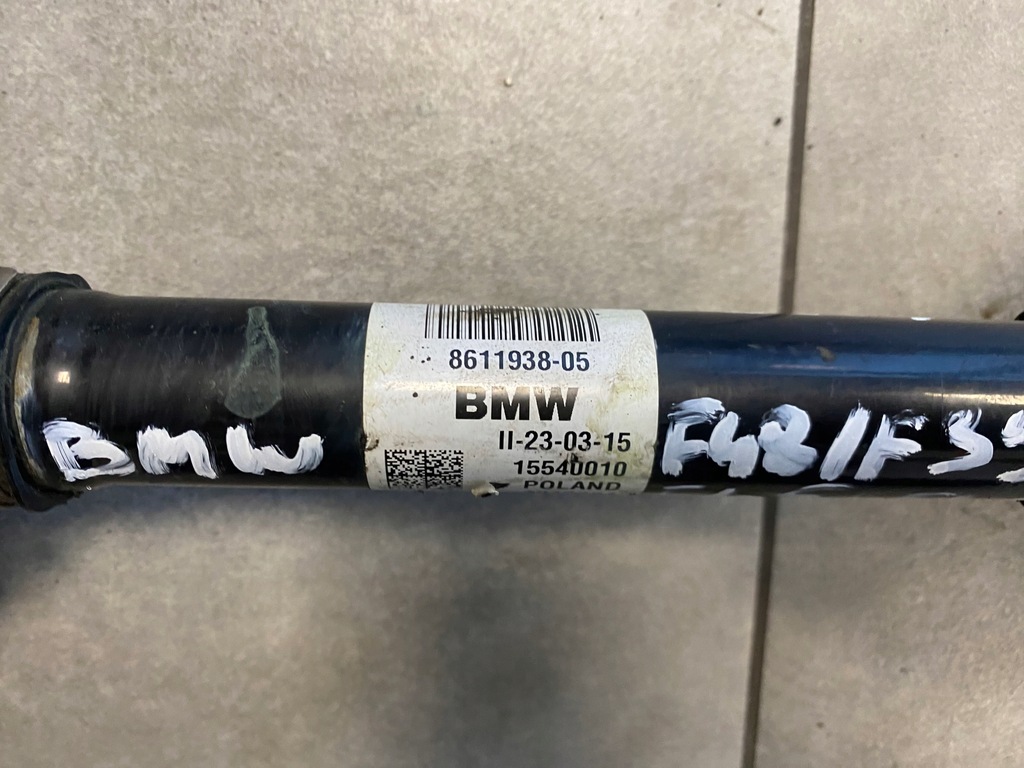 8611938-05
BMW
II-23-03-15
15540010
POLAND
BMW
F48/F39